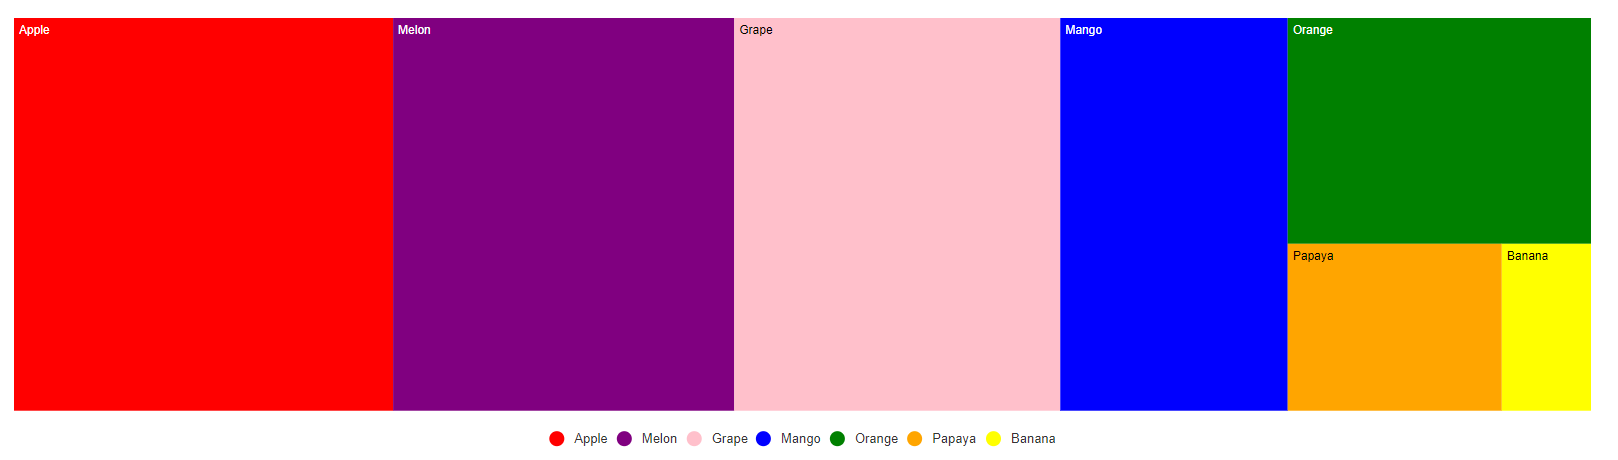 Apple
Melon
Grape
Mango
Orange
Papaya
Banana
Apple Melon Grape Mango Orange Papaya Banana